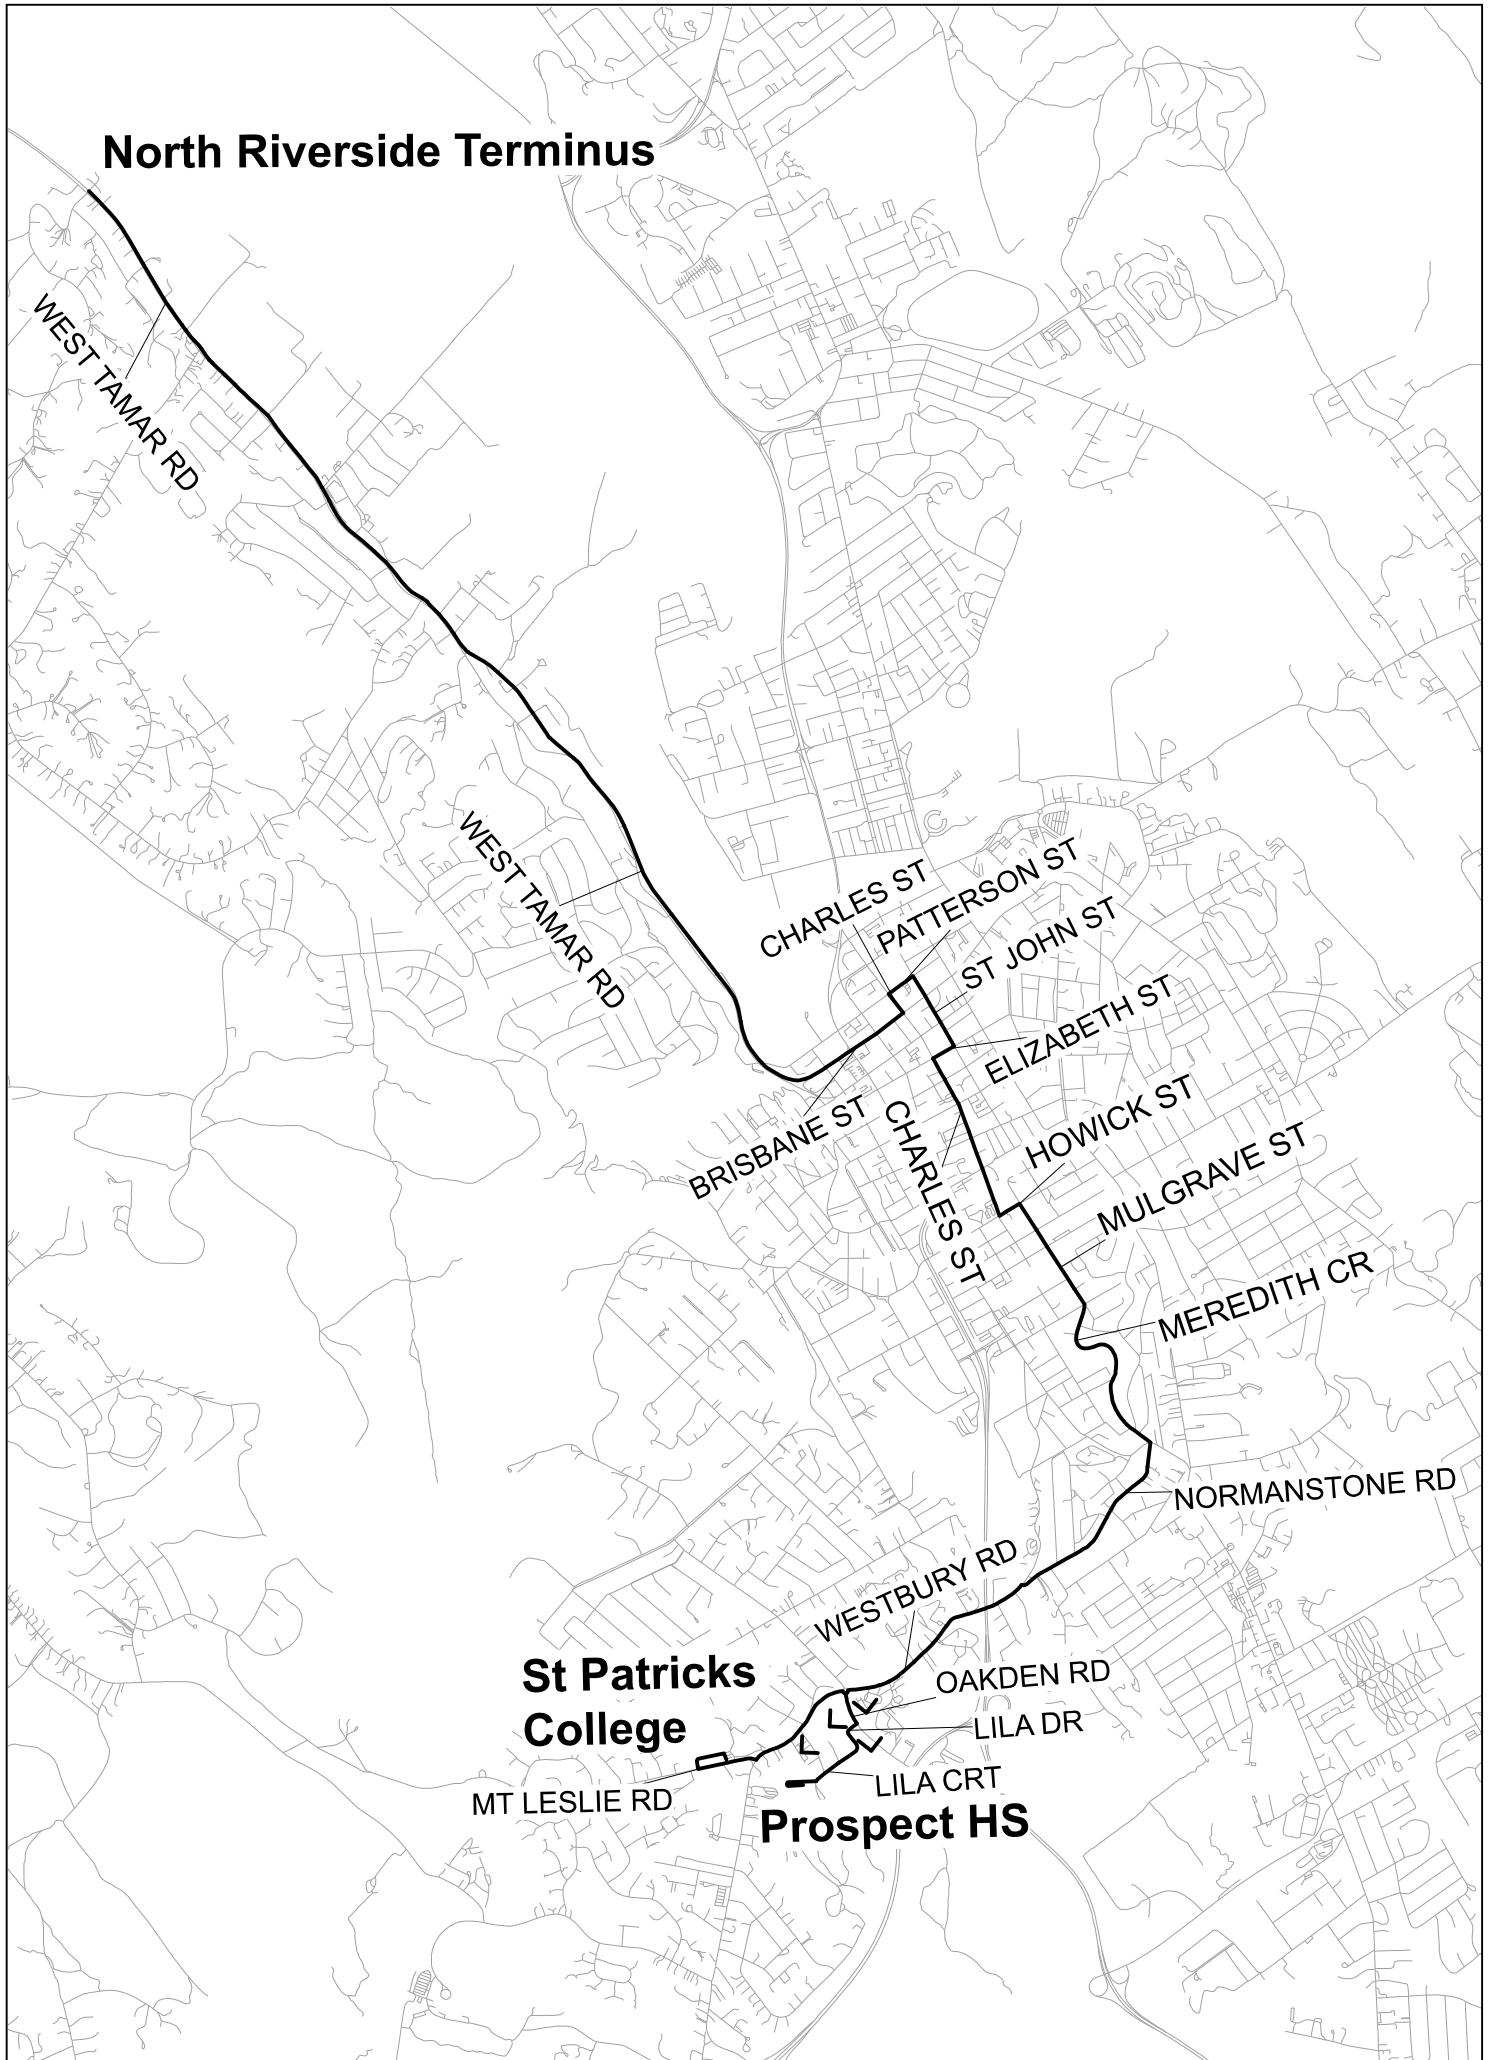 North Riverside Terminus
WEST TAMAR RD
WEST TAMAR RD
CHARLES ST
PATTERSON ST
ST JOHN ST
ELIZABETH ST
BRISBANE ST
CHARLES ST
HOWICK ST
MULGRAVE ST
MEREDITH CR
NORMANSTONE RD
WESTBURY RD
St Patricks
College
OAKDEN RD
LILA DR
LILA CRT
MT LESLIE RD
Prospect HS